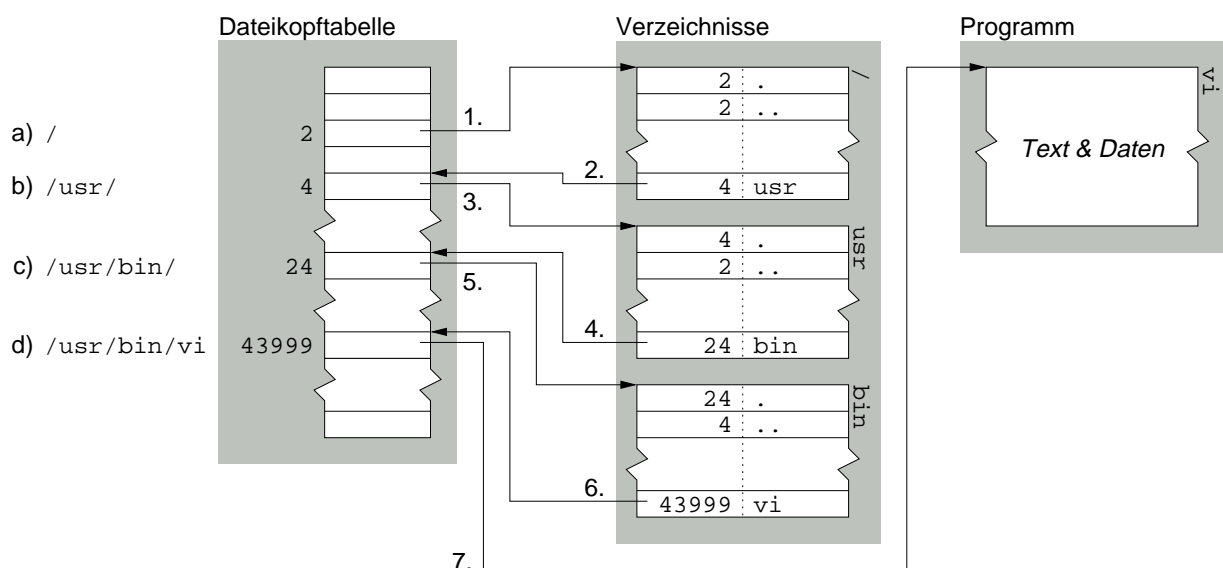 Dateikopftabelle
Verzeichnisse
Programm
a) /
2
1.
2 .
2 ..
/
vi
Text & Daten
b) /usr/
4
2.
4 usr
3.
4 .
2 ..
usr
c) /usr/bin/
24
5.
4.
24 bin
d) /usr/bin/vi
43999
24 .
4 ..
bin
6.
43999 vi
7.